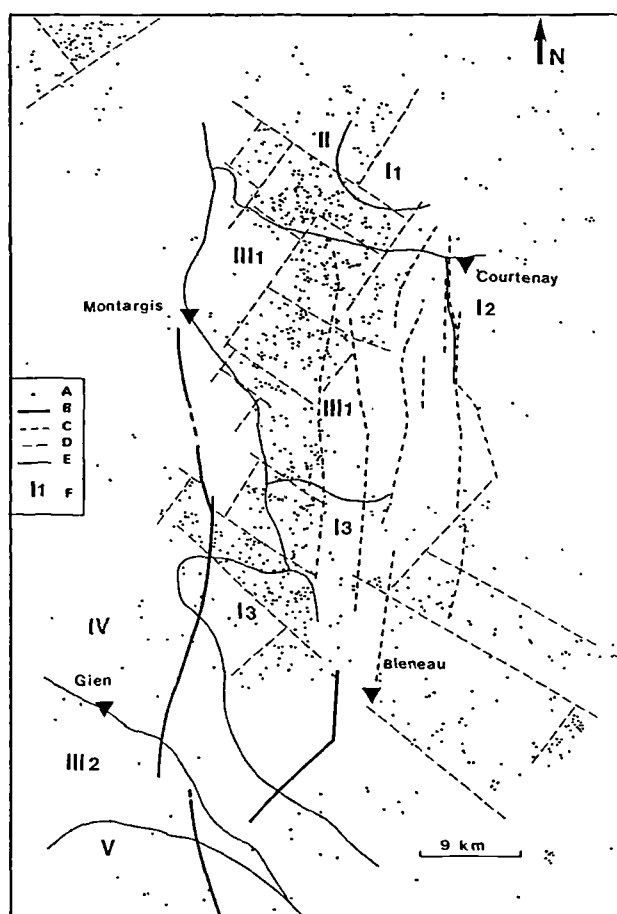 N
II
I1
III1
Courtenay
I2
Montargis
A
B
C
D
E
I1 F
III1
I3
I3
IV
Bleneau
Gien
III2
9 km
V